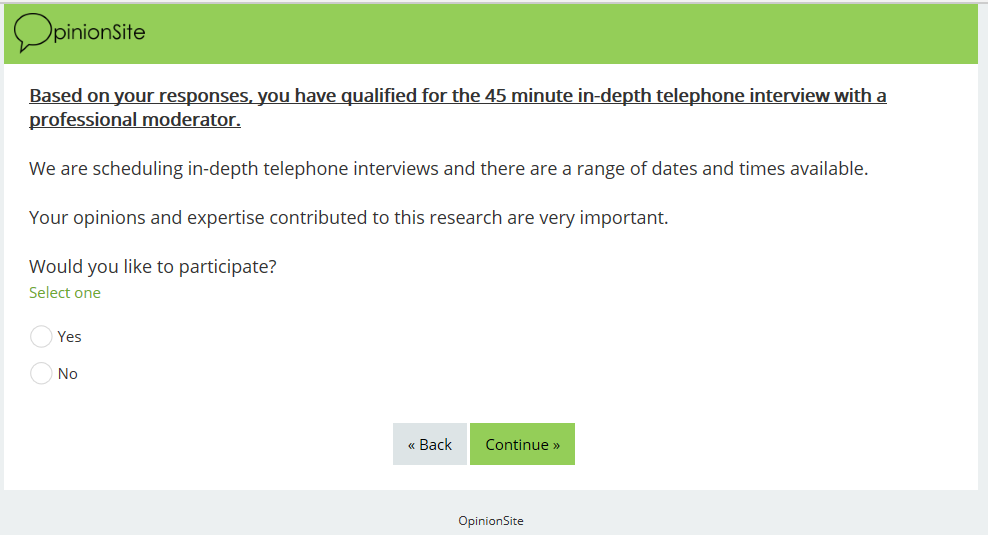 OpinionSite
Based on your responses, you have qualified for the 45 minute in-depth telephone interview with a
professional moderator.
We are scheduling in-depth telephone interviews and there are a range of dates and times available.
Your opinions and expertise contributed to this research are very important.
Would you like to participate?
Select one
Yes
No
« Back Continue »
OpinionSite